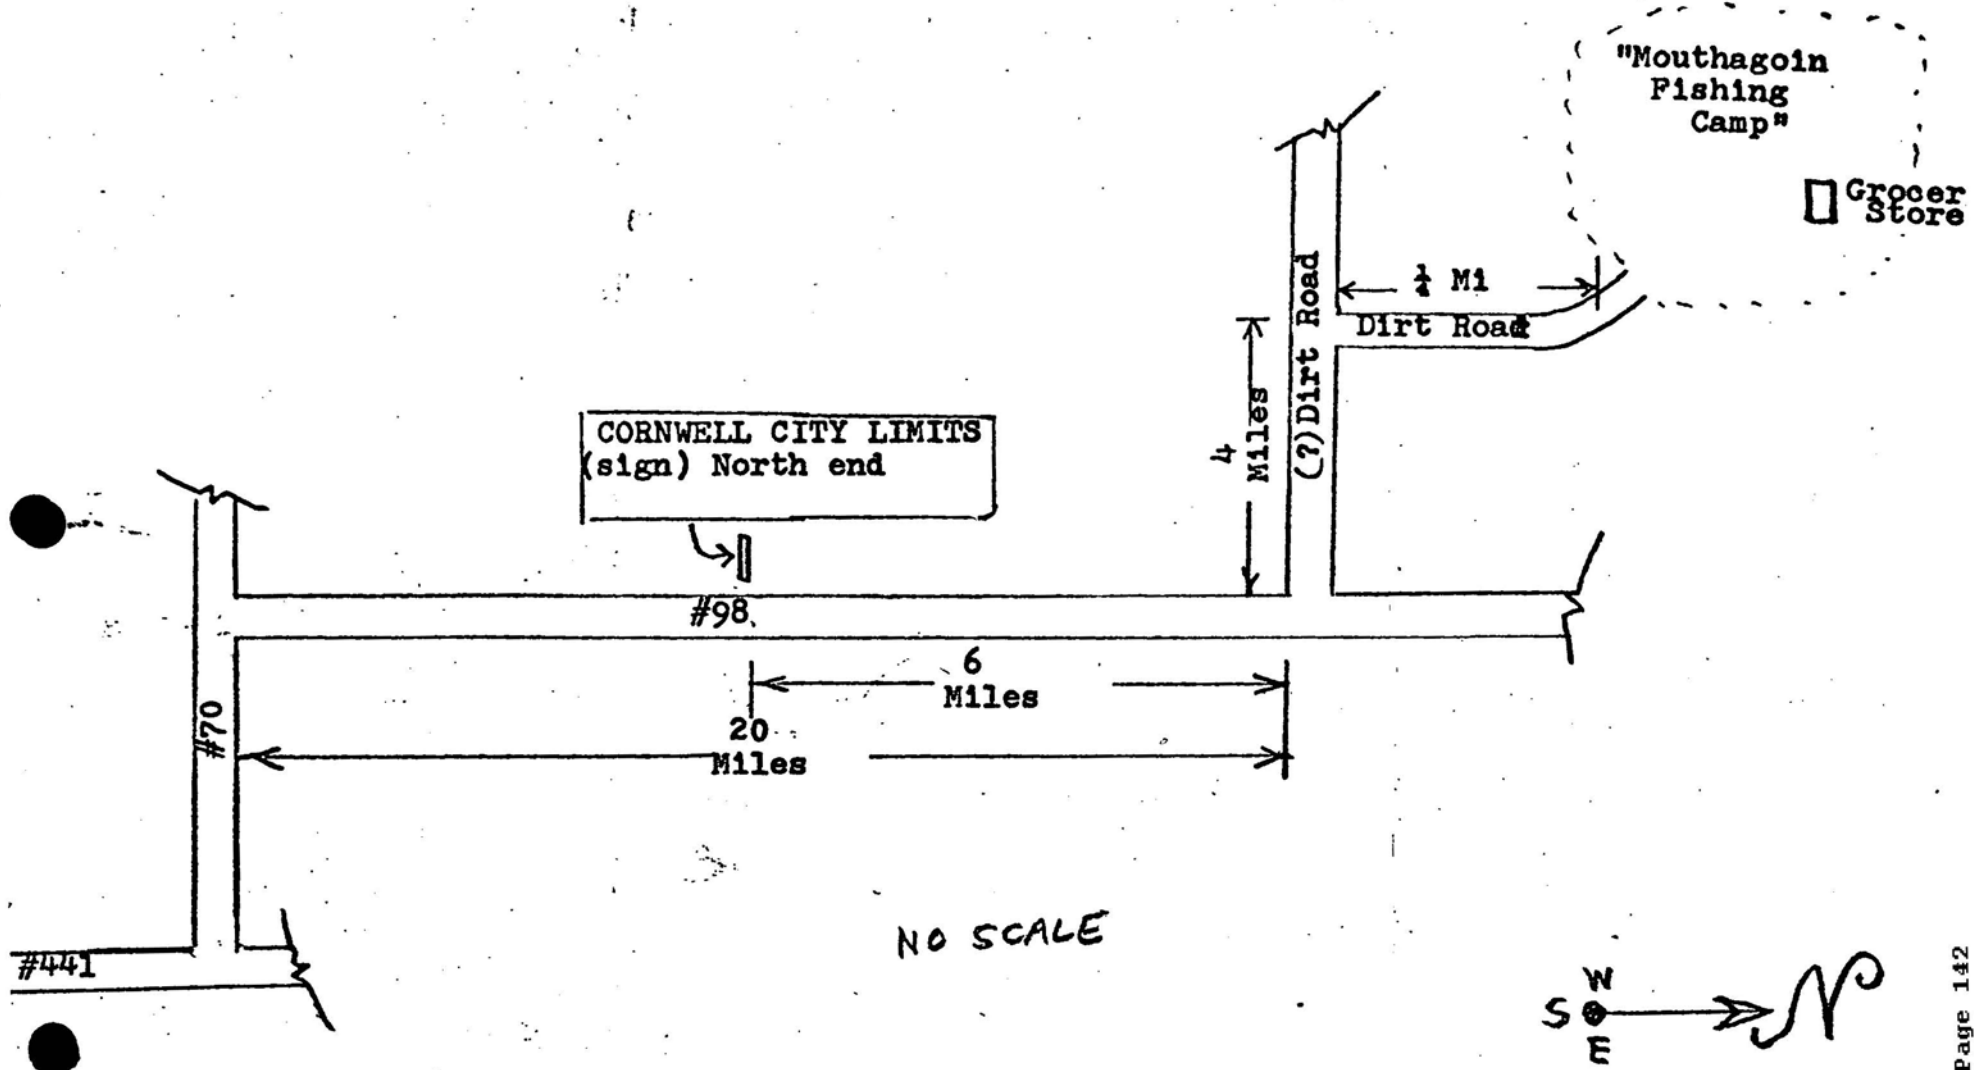 "Mouthagoin
Fishing
Camp"
Grocer
Store
¼ Mi
Dirt Road
(?)Dirt Road
4
Miles
CORNWELL CITY LIMITS
(sign) North end
#98
6
Miles
#70
20
Miles
NO SCALE
#441
W
S
N
E
Page 142